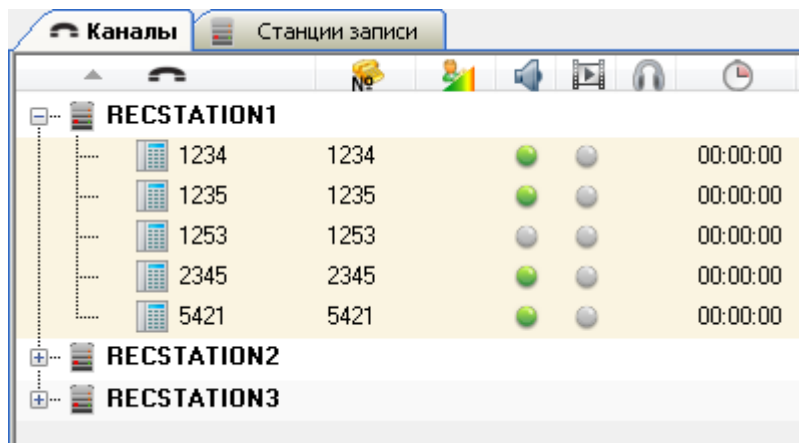 Каналы Станции записи
№
RECSTATION1
1234 1234 00:00:00
1235 1235 00:00:00
1253 1253 00:00:00
2345 2345 00:00:00
5421 5421 00:00:00
RECSTATION2
RECSTATION3